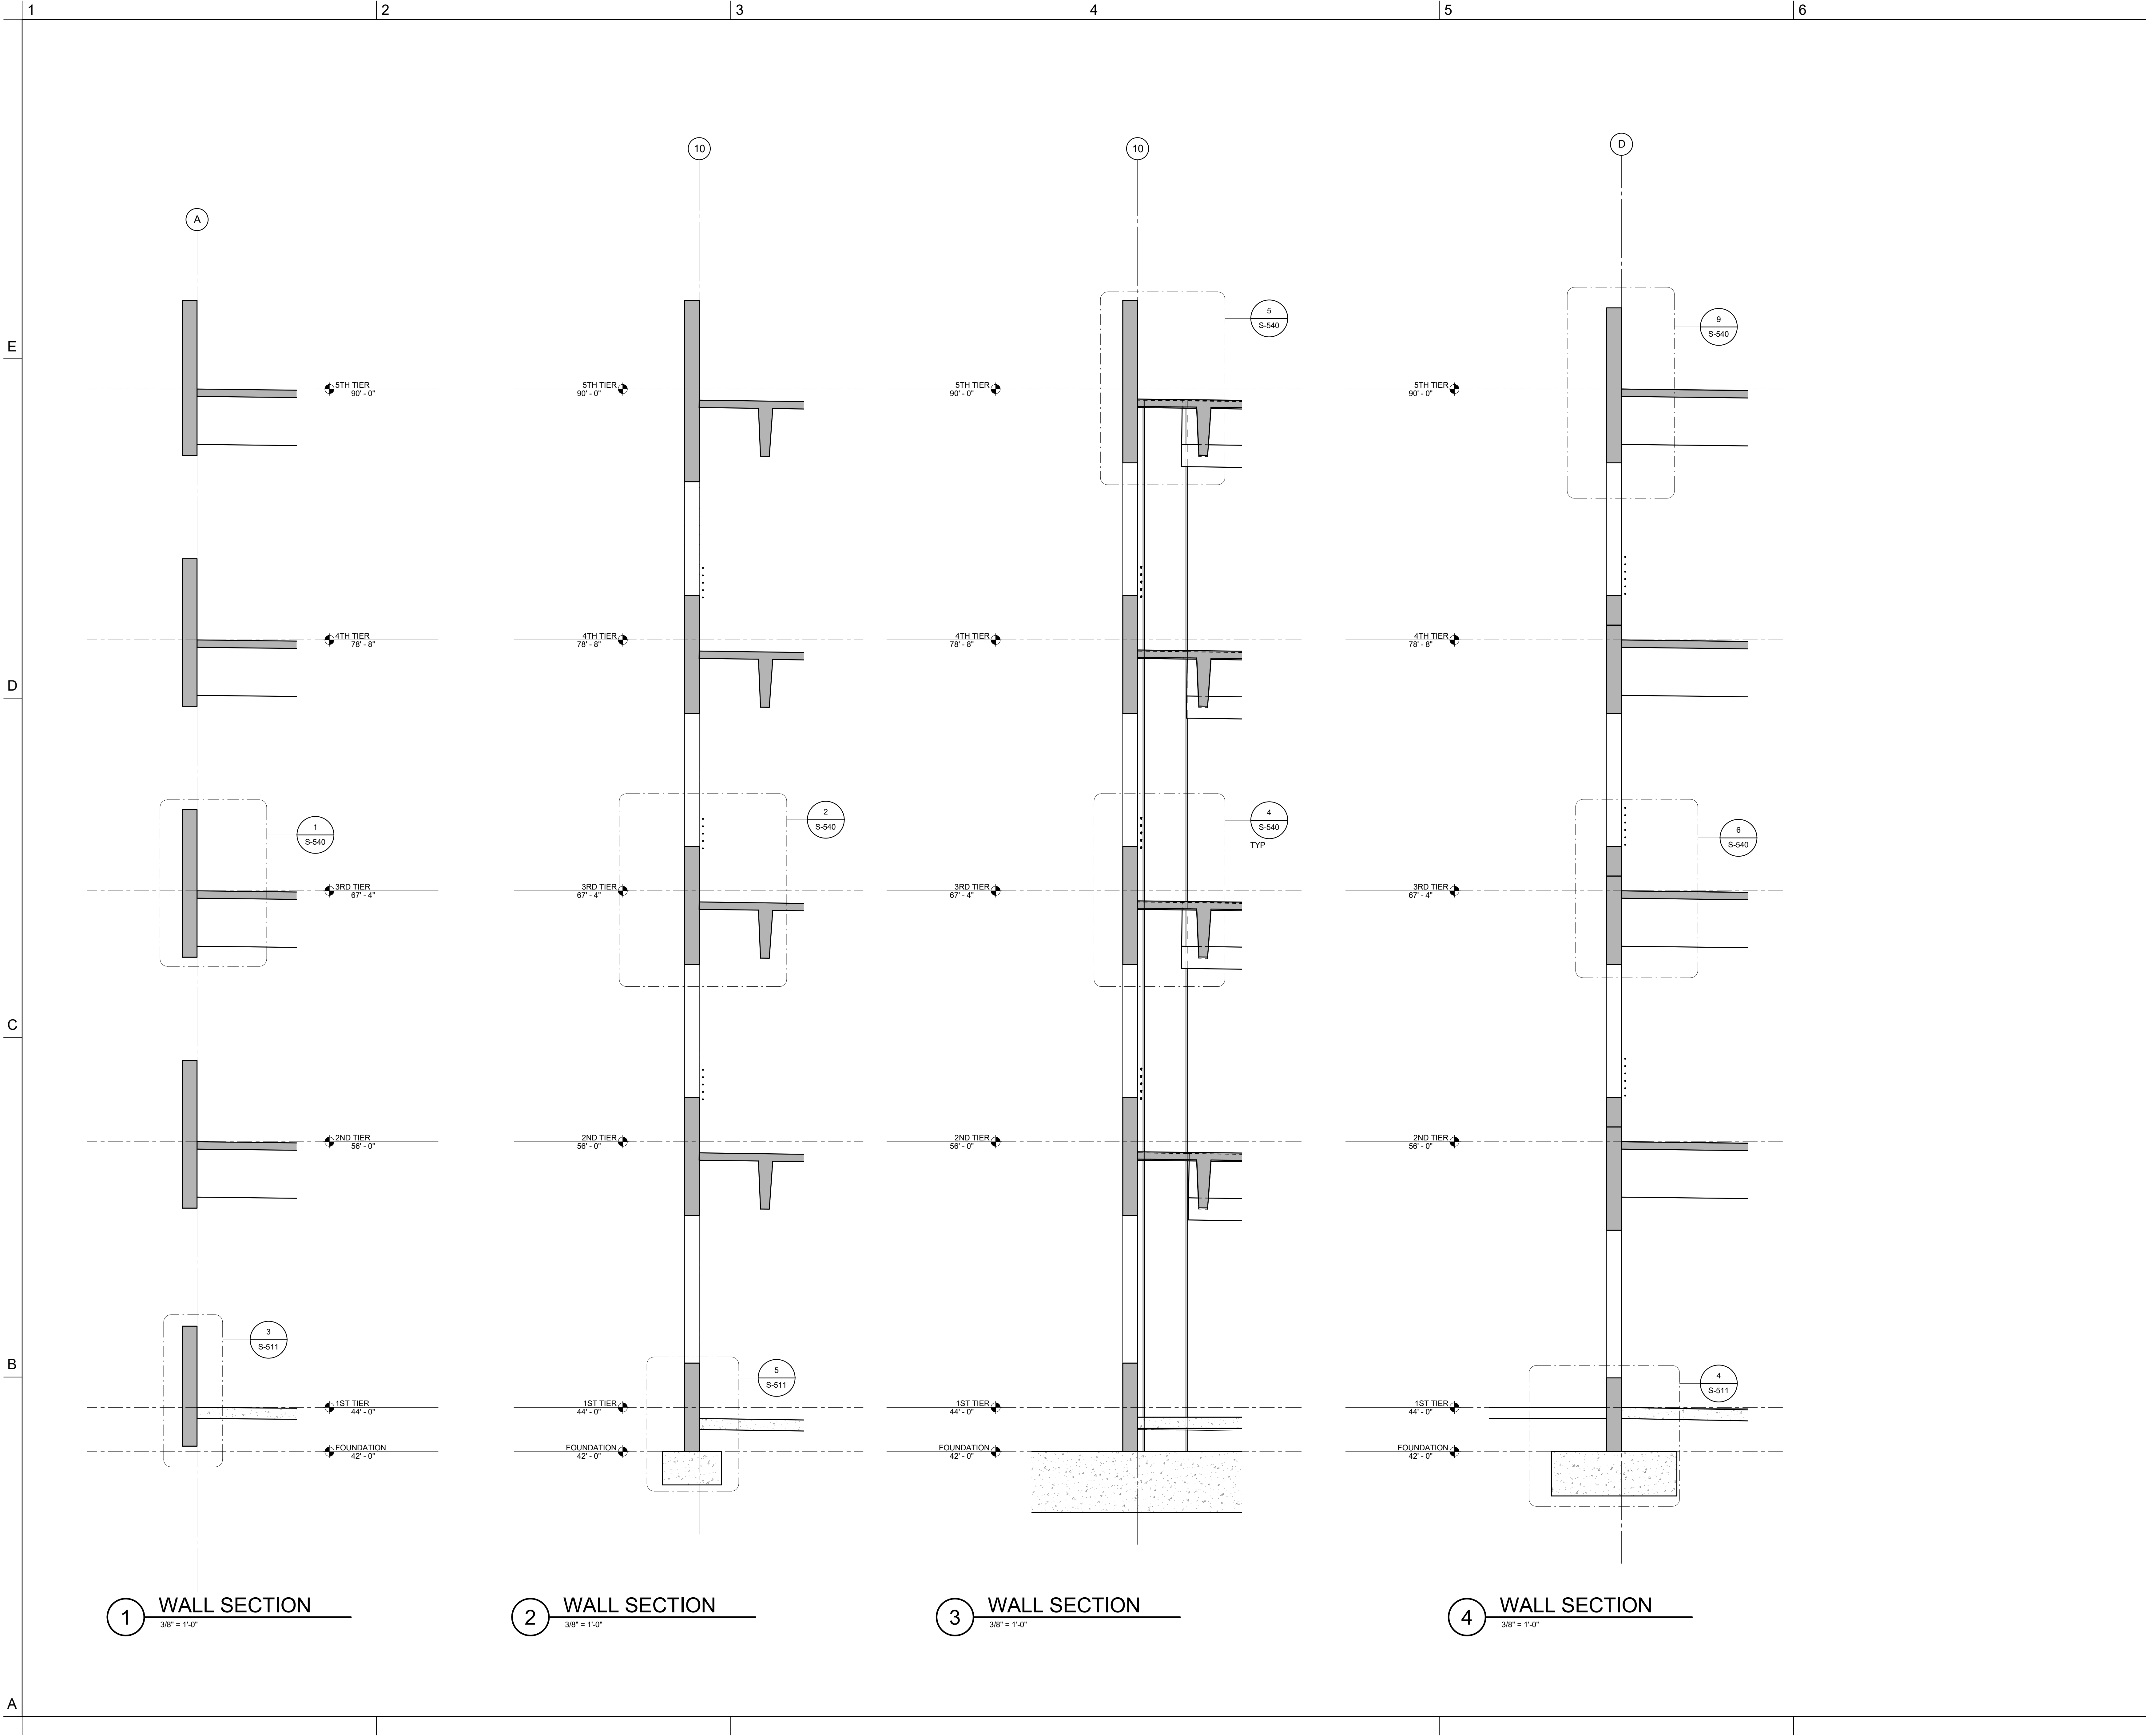 1
2
3
4
5
6
E
D
C
B
A
A
5TH TIER
90' - 0"
4TH TIER
78' - 8"
1
S-540
3RD TIER
67' - 4"
2ND TIER
56' - 0"
3
S-511
1ST TIER
44' - 0"
FOUNDATION
42' - 0"
1
WALL SECTION
3/8" = 1'-0"
10
5TH TIER
90' - 0"
4TH TIER
78' - 8"
2
S-540
3RD TIER
67' - 4"
2ND TIER
56' - 0"
5
S-511
1ST TIER
44' - 0"
FOUNDATION
42' - 0"
2
WALL SECTION
3/8" = 1'-0"
10
5
S-540
5TH TIER
90' - 0"
4TH TIER
78' - 8"
4
S-540
TYP
3RD TIER
67' - 4"
2ND TIER
56' - 0"
1ST TIER
44' - 0"
FOUNDATION
42' - 0"
3
WALL SECTION
3/8" = 1'-0"
D
9
S-540
5TH TIER
90' - 0"
4TH TIER
78' - 8"
6
S-540
3RD TIER
67' - 4"
2ND TIER
56' - 0"
4
S-511
1ST TIER
44' - 0"
FOUNDATION
42' - 0"
4
WALL SECTION
3/8" = 1'-0"